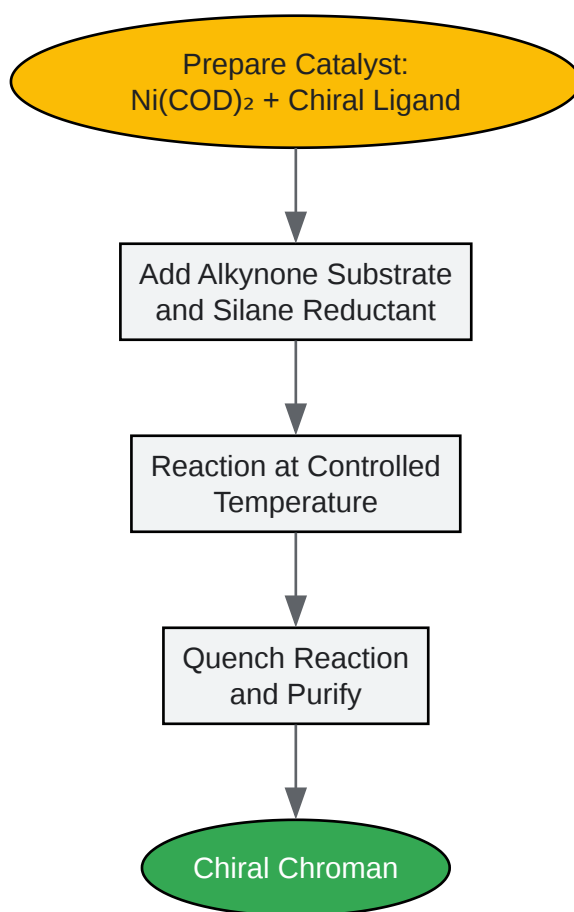 Prepare Catalyst:
Ni(COD)₂ + Chiral Ligand
Add Alkynone Substrate
and Silane Reductant
Reaction at Controlled
Temperature
Quench Reaction
and Purify
Chiral Chroman